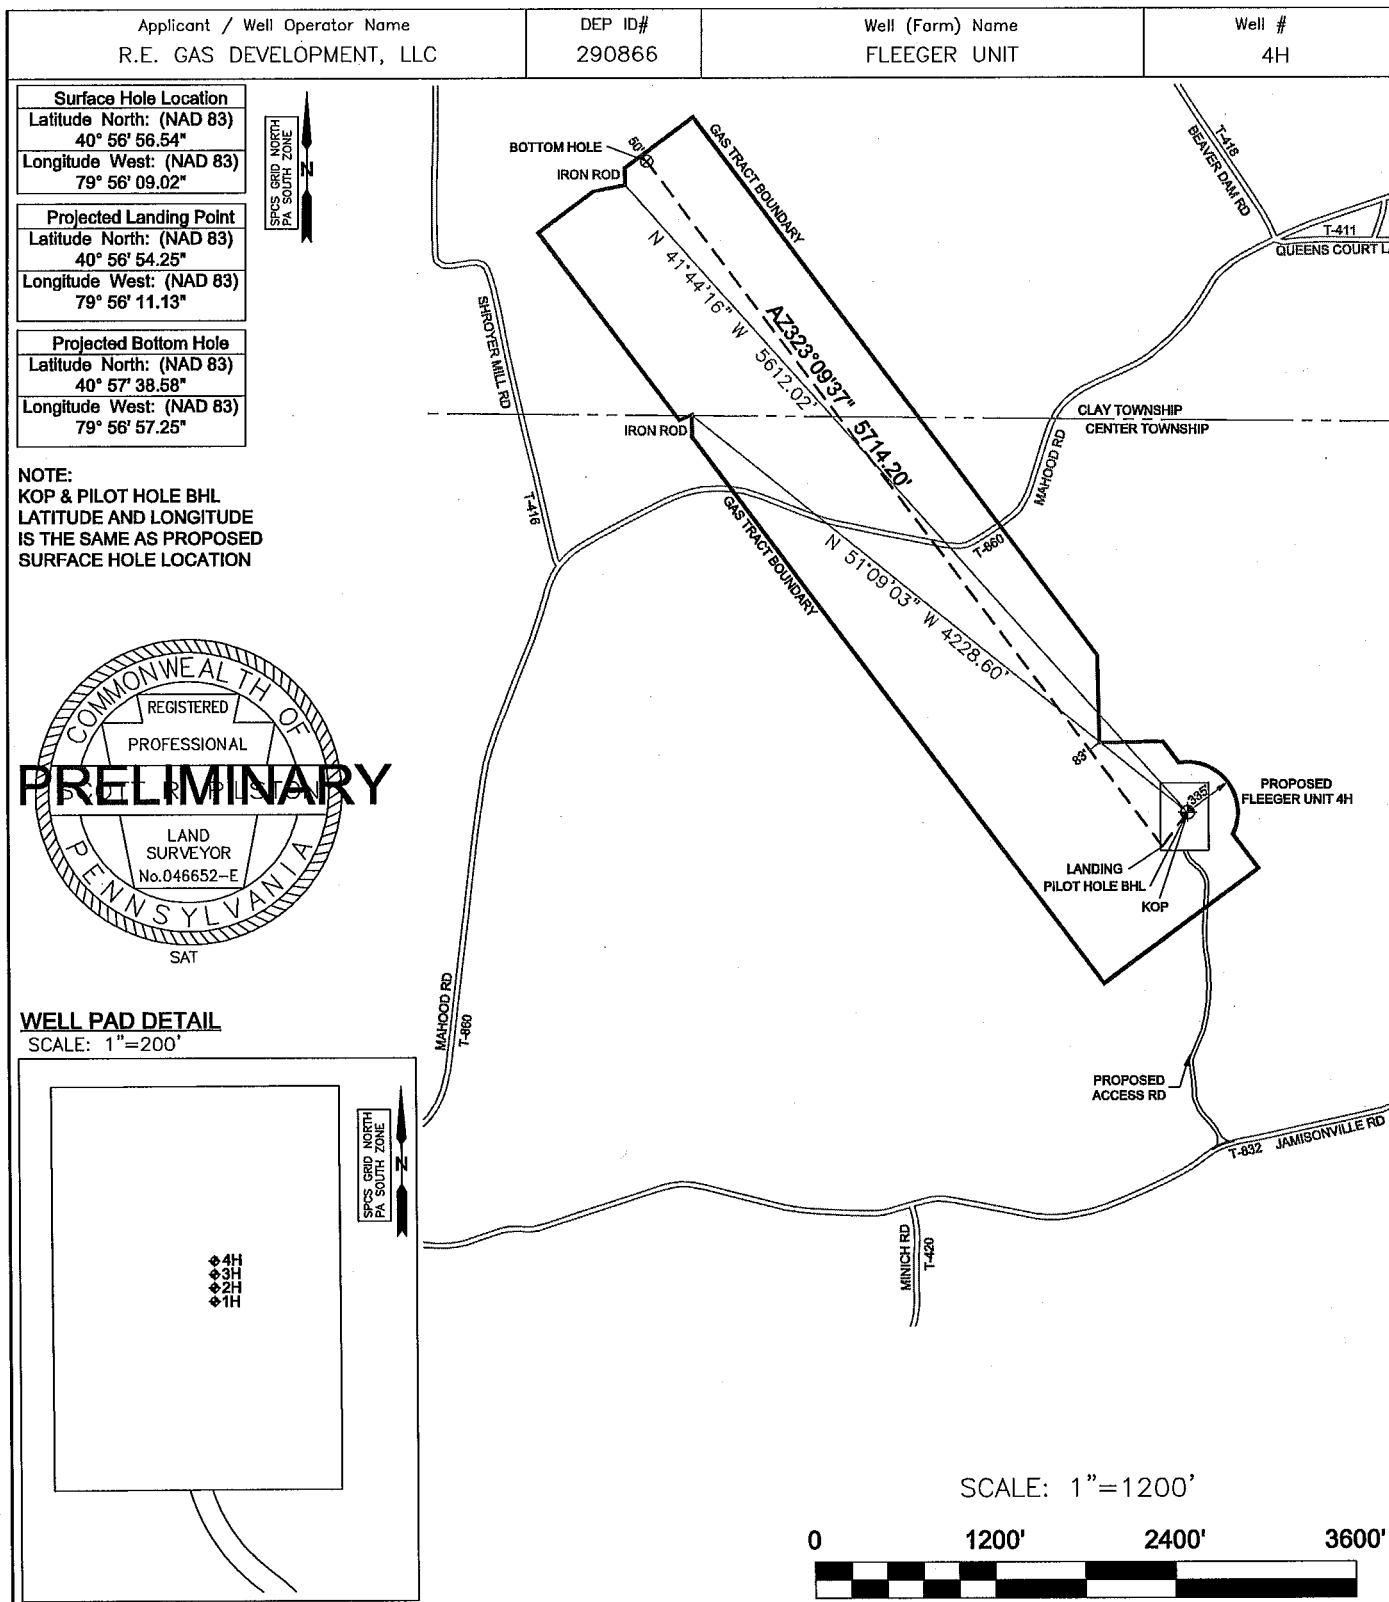 Applicant / Well Operator Name
R.E. GAS DEVELOPMENT, LLC
DEP ID#
290866
Well (Farm) Name
FLEEGER UNIT
Well #
4H
Surface Hole Location
Latitude North: (NAD 83)
40° 56' 56.54"
Longitude West: (NAD 83)
79° 56' 09.02"
Projected Landing Point
Latitude North: (NAD 83)
40° 56' 54.25"
Longitude West: (NAD 83)
79° 56' 11.13"
Projected Bottom Hole
Latitude North: (NAD 83)
40° 57' 38.58"
Longitude West: (NAD 83)
79° 56' 57.25"
SPCS GRID NORTH
PA SOUTH ZONE
N
NOTE:
KOP & PILOT HOLE BHL
LATITUDE AND LONGITUDE
IS THE SAME AS PROPOSED
SURFACE HOLE LOCATION
BOTTOM HOLE
50'
IRON ROD
GAS TRACT BOUNDARY
N 41°44'16" W 5612.02'
AZ323°09'37" 5714.20'
SHROYER MILL RD
T-416
T-418
BEAVER DAM RD
T-411
QUEENS COURT L
CLAY TOWNSHIP
CENTER TOWNSHIP
IRON ROD
MAHOOD RD
T-860
GAS TRACT BOUNDARY
N 51°09'03" W 4228.60'
83'
335'
PROPOSED
FLEEGER UNIT 4H
LANDING
PILOT HOLE BHL
KOP
COMMONWEALTH OF
REGISTERED
PROFESSIONAL
PRELIMINARY
LAND
SURVEYOR
No.046652-E
PENNSYLVANIA
SAT
MAHOOD RD
T-860
PROPOSED
ACCESS RD
T-832 JAMISONVILLE RD
MINICH RD
T-420
WELL PAD DETAIL
SCALE: 1"=200'
SPCS GRID NORTH
PA SOUTH ZONE
N
4H
3H
2H
1H
SCALE: 1"=1200'
0 1200' 2400' 3600'